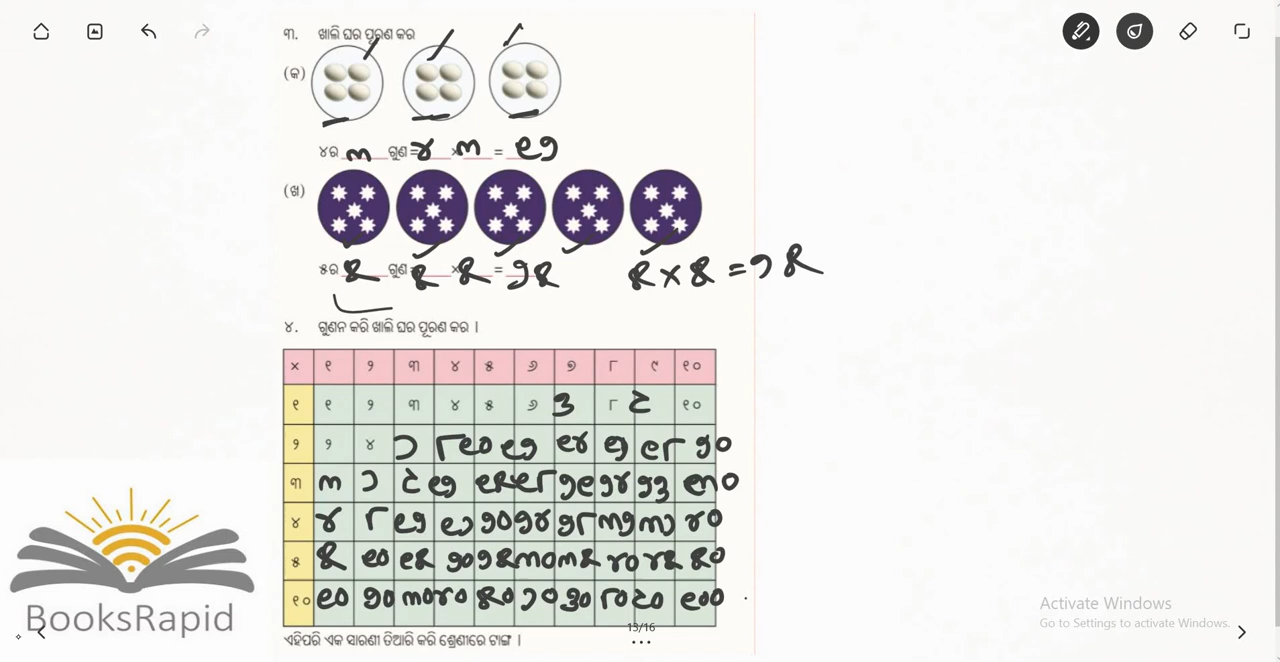 ୩. ଖାଲି ଘର ପୂରଣ କର
(କ)
୪ର ୩ ଗୁଣ = ୪ × ୩ = ୧୨
(ଖ)
୫ର ୫ ଗୁଣ = ୫ × ୫ = ୨୫ ୫ × ୫ = ୨୫
୪. ଗୁଣନ କରି ଖାଲି ଘର ପୂରଣ କର ।
× ୧ ୨ ୩ ୪ ୫ ୬ ୭ ୮ ୯ ୧୦
୧ ୧ ୨ ୩ ୪ ୫ ୬ ୭ ୮ ୯ ୧୦
୨ ୨ ୪ ୬ ୮ ୧୦ ୧୨ ୧୪ ୧୬ ୧୮ ୨୦
୩ ୩ ୬ ୯ ୧୨ ୧୫ ୧୮ ୨୧ ୨୪ ୨୭
୪ ୪ ୮ ୧୨ ୧୬ ୨୦ ୨୪ ୨୮ ୩୨ ୩୬ ୪୦
୫ ୫ ୧୦ ୧୫ ୨୦ ୨୫ ୩୦ ୩୫ ୪୦ ୪୫ ୫୦
୧୦ ୧୦ ୨୦ ୩୦ ୪୦ ୫୦ ୬୦ ୭୦ ୮୦ ୯୦ ୧୦୦
ଏହିପରି ଏକ ସାରଣୀ ତିଆରି କରି ଶ୍ରେଣୀରେ ଟାଙ୍ଗ ।
BooksRapid
13/16
Activate Windows
Go to Settings to activate Windows.